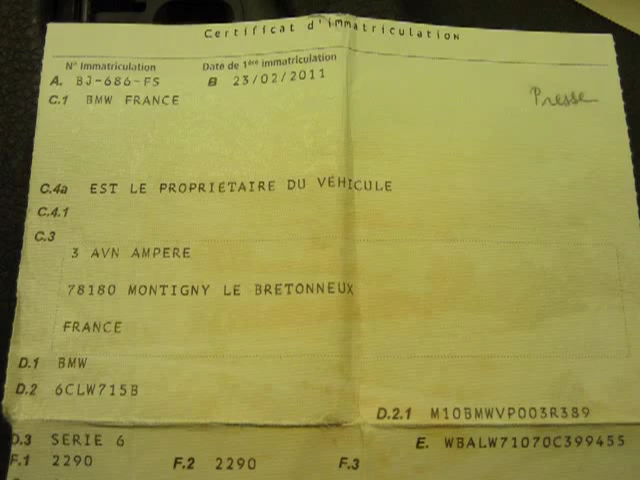 Certificat d'immatriculation
N° Immatriculation Date de 1ère immatriculation
A. BJ-686-FS B 23/02/2011
C.1 BMW FRANCE
Presse
C.4a EST LE PROPRIÉTAIRE DU VÉHICULE
C.4.1
C.3
3 AVN AMPERE
78180 MONTIGNY LE BRETONNEUX
FRANCE
D.1 BMW
D.2 6CLW715B
D.2.1 M10BMWVP003R389
D.3 SERIE 6 E. WBALW71070C399455
F.1 2290 F.2 2290 F.3